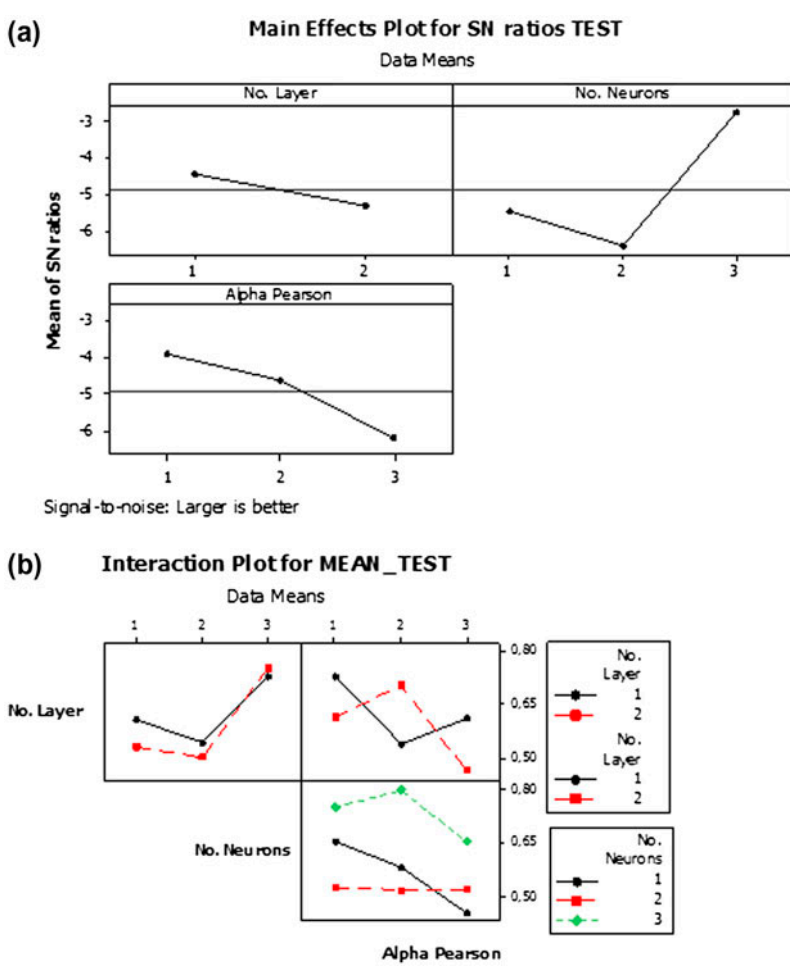 (a)
Main Effects Plot for SN ratios TEST
Data Means
No. Layer
No. Neurons
Mean of SN ratios
-3
-4
-5
-6
1
2
1
2
3
Alpha Pearson
-3
-4
-5
-6
1
2
3
Signal-to-noise: Larger is better
(b)
Interaction Plot for MEAN_TEST
Data Means
1
2
3
1
2
3
No. Layer
0,80
0,65
0,50
No. Neurons
0,80
0,65
0,50
Alpha Pearson
No.
Layer
1
2
No.
Layer
1
2
No.
Neurons
1
2
3